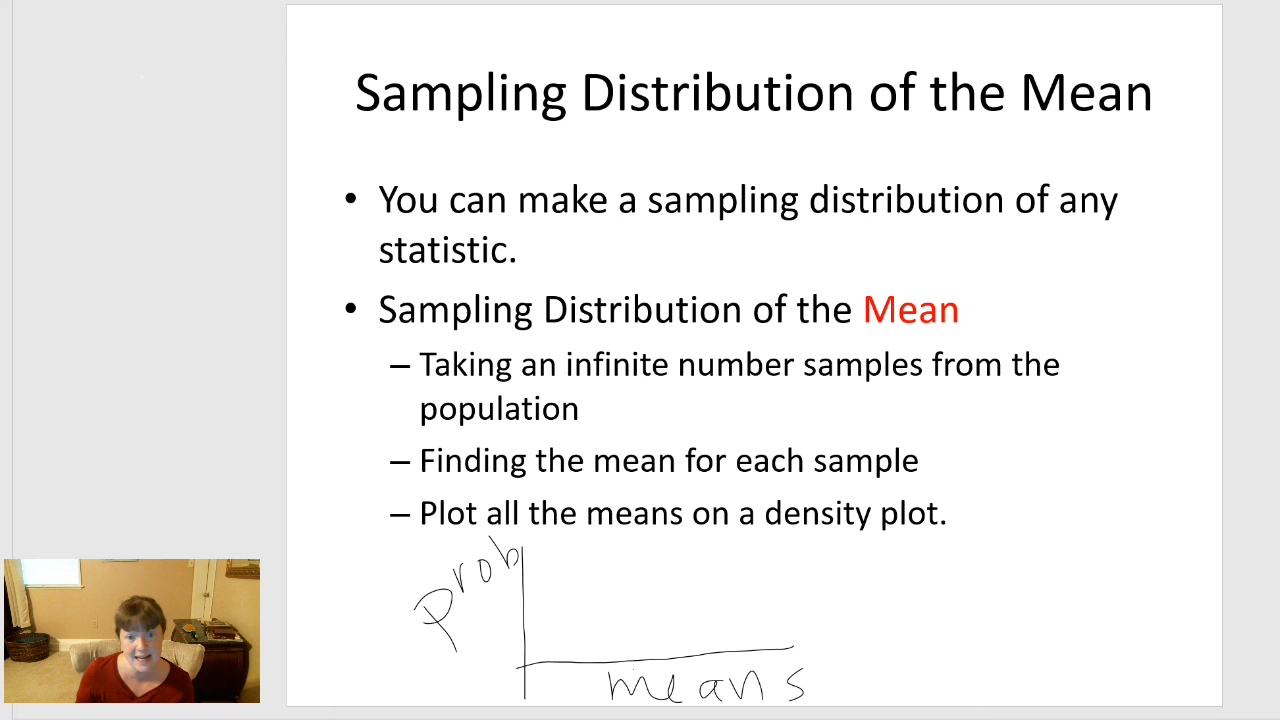 Sampling Distribution of the Mean
• You can make a sampling distribution of any
statistic.
• Sampling Distribution of the Mean
– Taking an infinite number samples from the
population
– Finding the mean for each sample
– Plot all the means on a density plot.
Prob
means